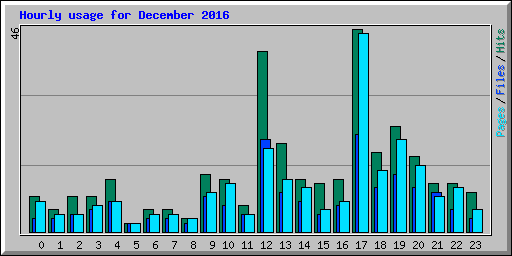 Hourly usage for December 2016
46
Pages/Files/Hits
0 1 2 3 4 5 6 7 8 9 10 11 12 13 14 15 16 17 18 19 20 21 22 23